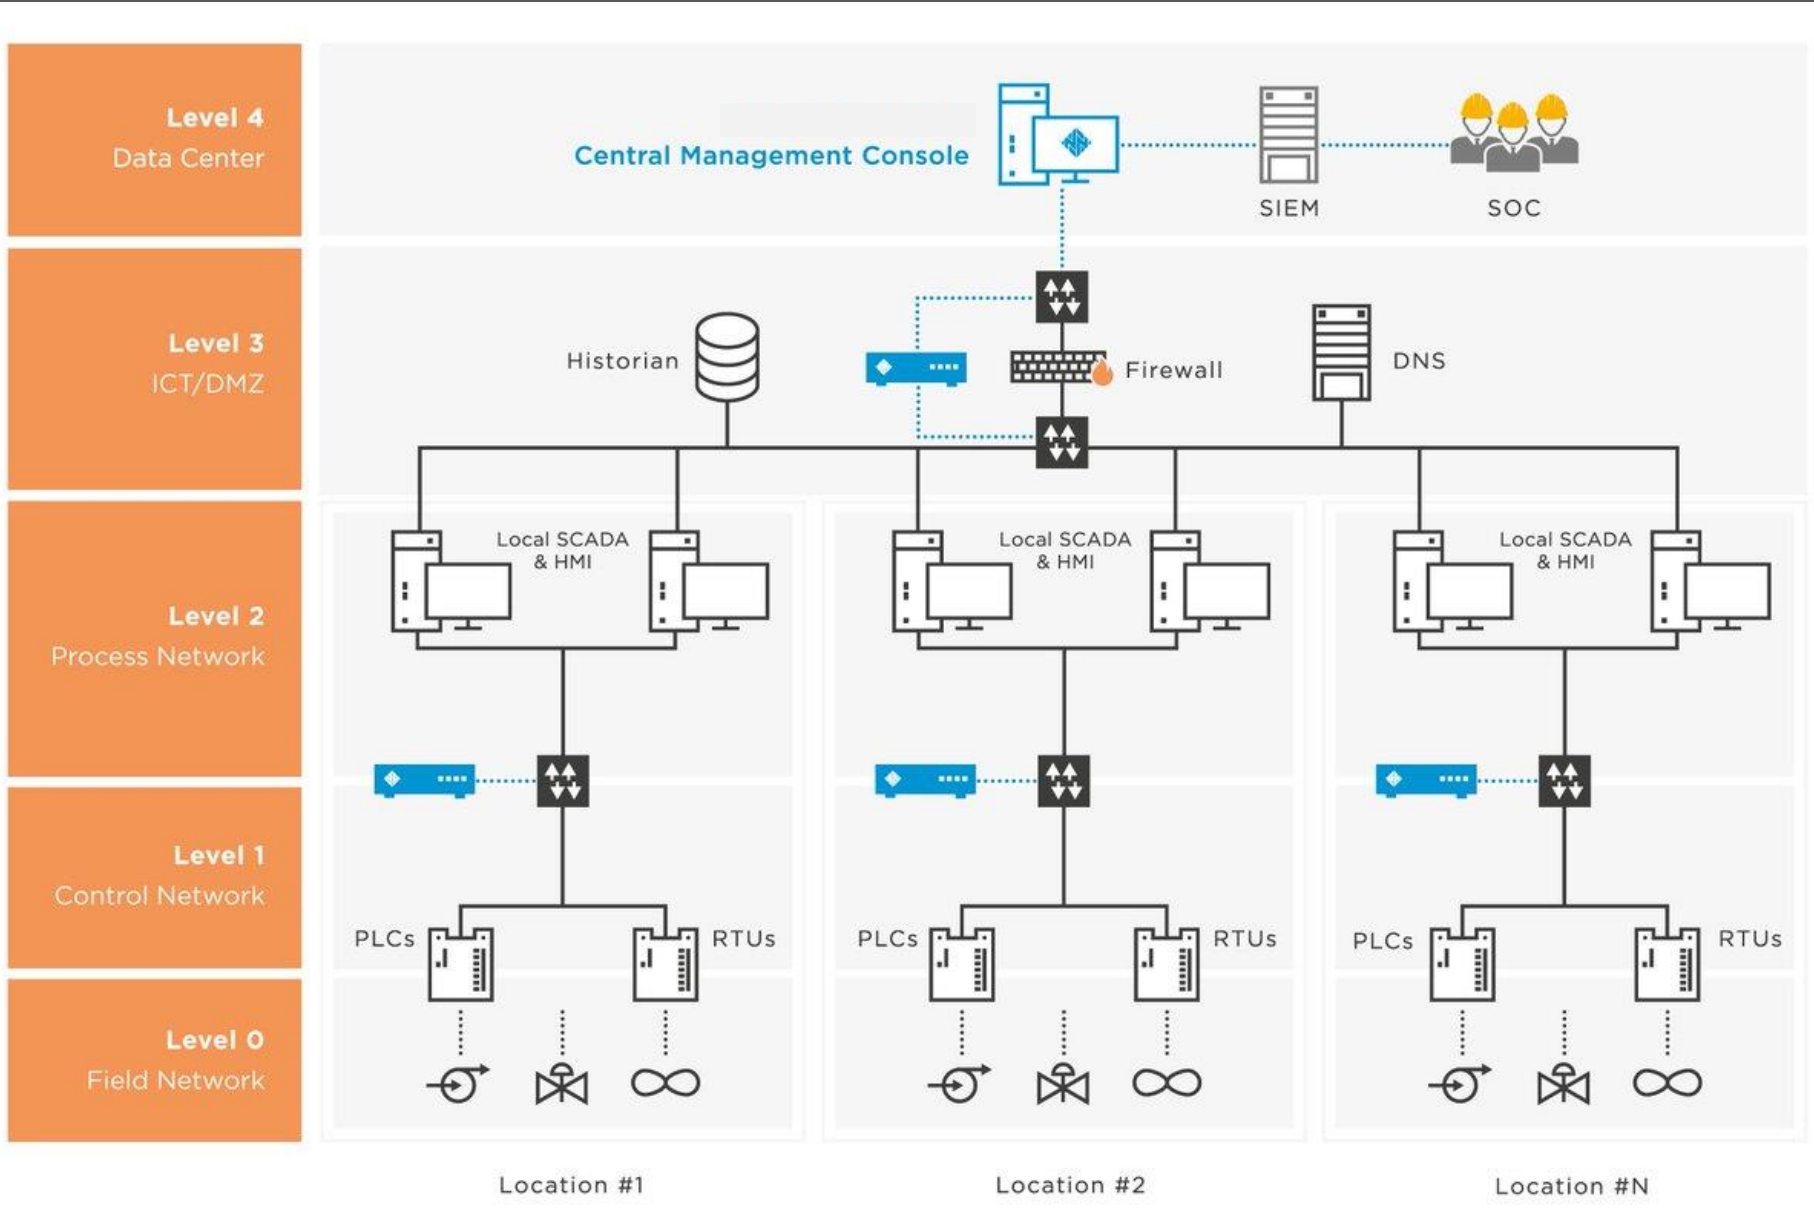 Level 4
Data Center
Central Management Console
SIEM
SOC
Level 3
ICT/DMZ
Historian
Firewall
DNS
Level 2
Process Network
Local SCADA
& HMI
Local SCADA
& HMI
Local SCADA
& HMI
Level 1
Control Network
PLCs
RTUs
PLCs
RTUs
PLCs
RTUs
Level 0
Field Network
Location #1
Location #2
Location #N